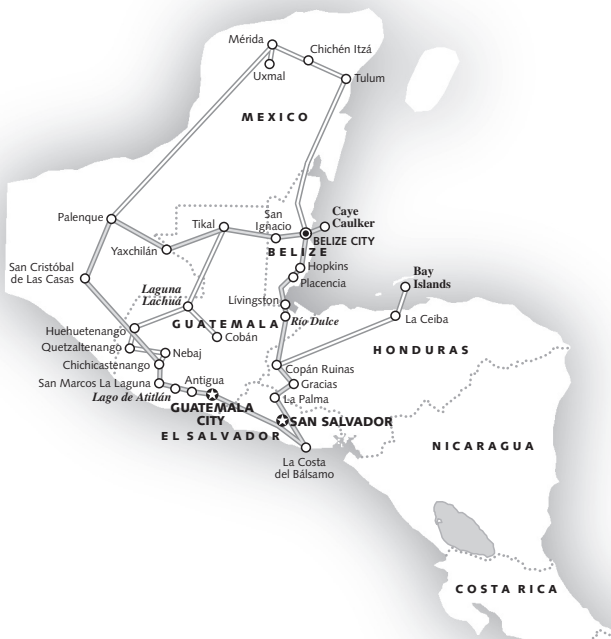 Mérida
Chichén Itzá
Uxmal
Tulum
MEXICO
Palenque
Tikal
San
Ignacio
Caye
Caulker
BELIZE CITY
Yaxchilán
BELIZE
San Cristóbal
de Las Casas
Hopkins
Placencia
Laguna
Lachuá
Livingston
Bay
Islands
Huehuetenango
GUATEMALA
Río Dulce
La Ceiba
Quetzaltenango
Nebaj
Cobán
HONDURAS
Chichicastenango
Copán Ruinas
San Marcos La Laguna
Antigua
Gracias
Lago de Atitlán
La Palma
GUATEMALA
CITY
SAN SALVADOR
EL SALVADOR
NICARAGUA
La Costa
del Bálsamo
COSTA RICA